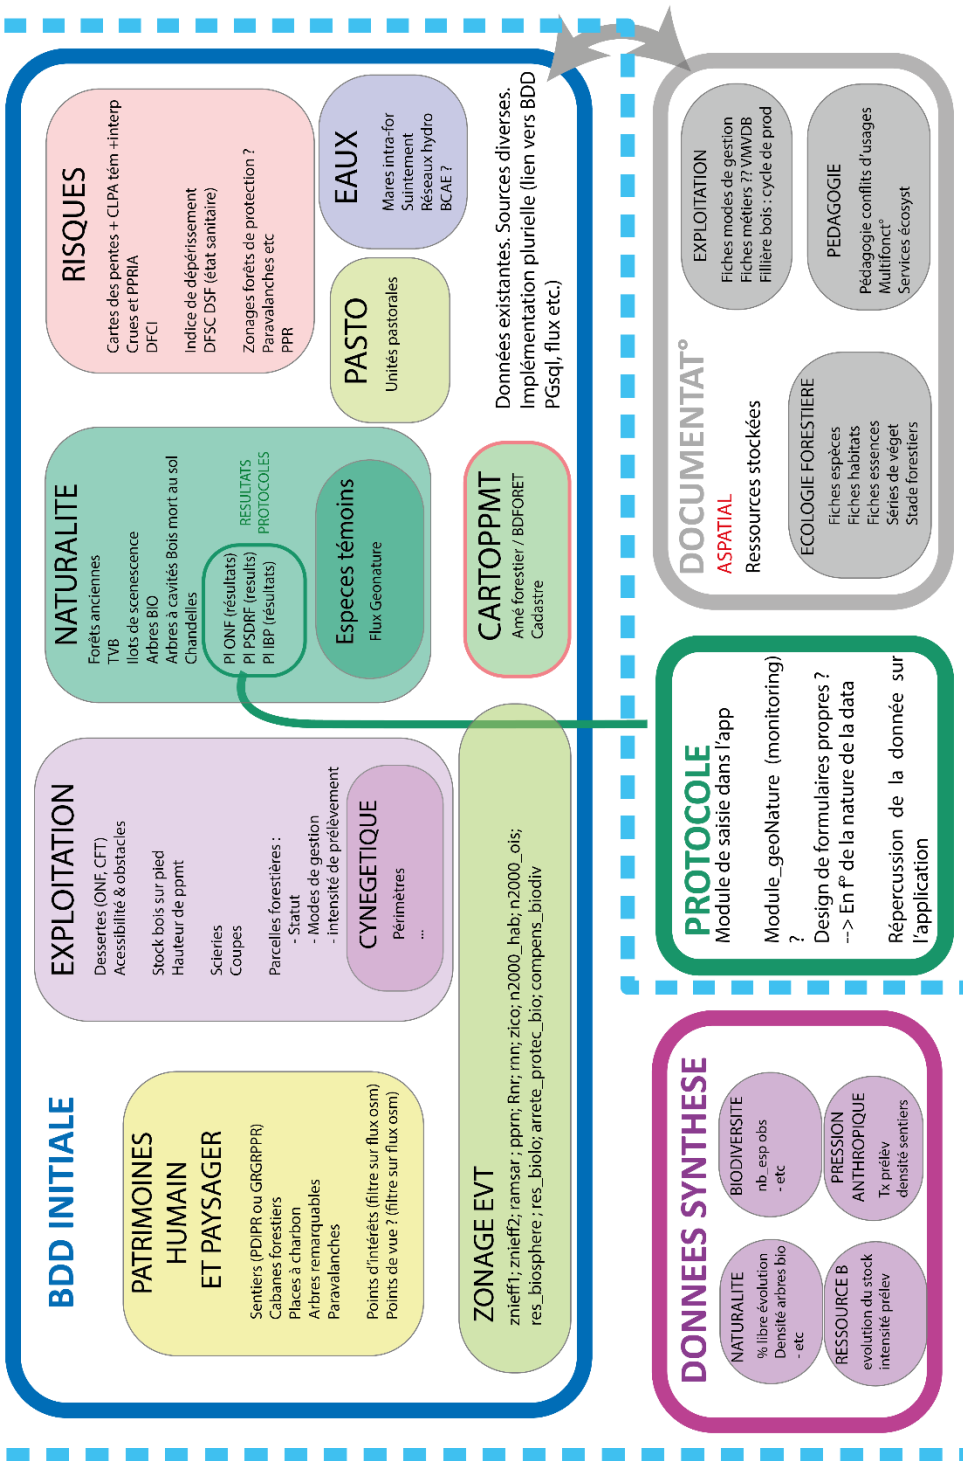 BDD INITIALE
PATRIMOINES
HUMAIN
ET PAYSAGER
Sentiers (PDIPR ou GRGRPPR)
Cabanes forestiers
Places à charbon
Arbres remarquables
Paravalanches
Points d'intérêts (filtre sur flux osm)
Points de vue ? (filtre sur flux osm)
EXPLOITATION
Dessertes (ONF, CFT)
Acessibilité & obstacles
Stock bois sur pied
Hauteur de ppmt
Scieries
Coupes
Parcelles forestières :
- Statut
- Modes de gestion
- intensité de prélèvement
CYNEGETIQUE
Périmètres
...
NATURALITE
Forêts anciennes
TVB
Ilots de scenescence
Arbres BIO
Arbres à cavités Bois mort au sol
Chandelles
PI ONF (résultats)
PI PSDRF (results)
PI IBP (résultats)
RESULTATS
PROTOCOLES
Especes témoins
Flux Geonature
RISQUES
Cartes des pentes + CLPA tém +interp
Crues et PPRIA
DFCI
Indice de dépérissement
DFSC DSF (état sanitaire)
Zonages forêts de protection ?
Paravalanches etc
PPR
PASTO
Unités pastorales
EAUX
Mares intra-for
Suintement
Réseaux hydro
BCAE ?
ZONAGE EVT
znieff1; znieff2; ramsar ; pprn; Rnr; rnn; zico; n2000_hab; n2000_ois;
res_biosphere ; res_biolo; arrete_protec_bio; compens_biodiv
CARTOPPMT
Amé forestier / BDFORET
Cadastre
Données existantes. Sources diverses.
Implémentation plurielle (lien vers BDD
PGsql, flux etc.)
DONNEES SYNTHESE
NATURALITE
% libre évolution
Densité arbres bio
- etc
BIODIVERSITE
nb_esp obs
- etc
RESSOURCE B
evolution du stock
intensité prélev
PRESSION
ANTHROPIQUE
Tx prélèv
densité sentiers
PROTOCOLE
Module de saisie dans l'app
Module_geoNature (monitoring)
?
Design de formulaires propres ?
--> En f° de la nature de la data
Répercussion de la donnée sur
l'application
DOCUMENTAT°
ASPATIAL
Ressources stockées
ECOLOGIE FORESTIERE
Fiches espèces
Fiches habitats
Fiches essences
Séries de véget
Stade forestiers
EXPLOITATION
Fiches modes de gestion
Fiches métiers ?? VMVDB
Fillière bois : cycle de prod
PEDAGOGIE
Pédagogie conflits d'usages
Multifonct°
Services écosyst